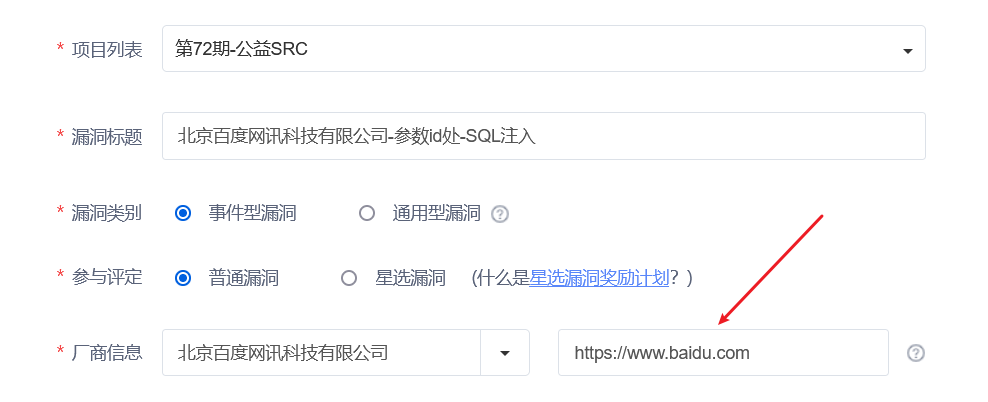 * 项目列表 第72期-公益SRC
* 漏洞标题 北京百度网讯科技有限公司-参数id处-SQL注入
* 漏洞类别 事件型漏洞 通用型漏洞 ?
* 参与评定 普通漏洞 星选漏洞 (什么是星选漏洞奖励计划? )
* 厂商信息 北京百度网讯科技有限公司 https://www.baidu.com ?